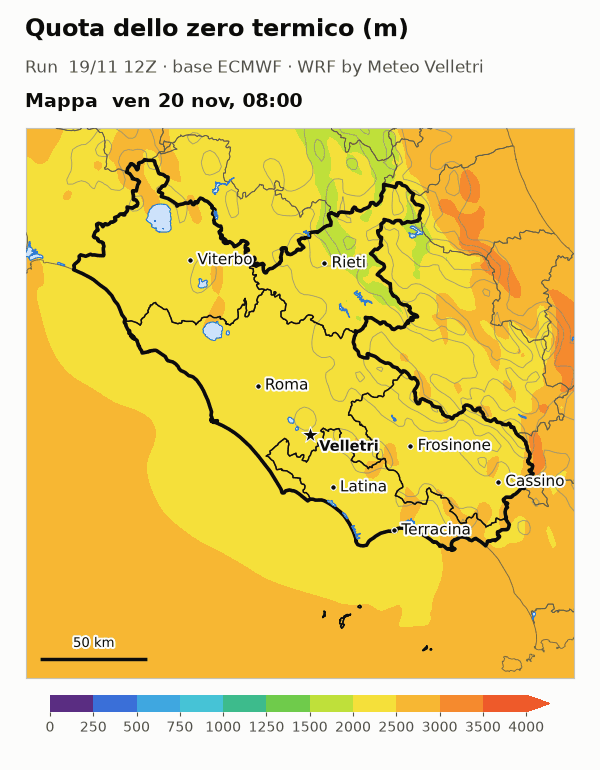 Quota dello zero termico (m)
Run 19/11 12Z · base ECMWF · WRF by Meteo Velletri
Mappa ven 20 nov, 08:00
Viterbo
Rieti
Roma
Velletri
Frosinone
Latina
Cassino
Terracina
50 km
0 250 500 750 1000 1250 1500 2000 2500 3000 3500 4000